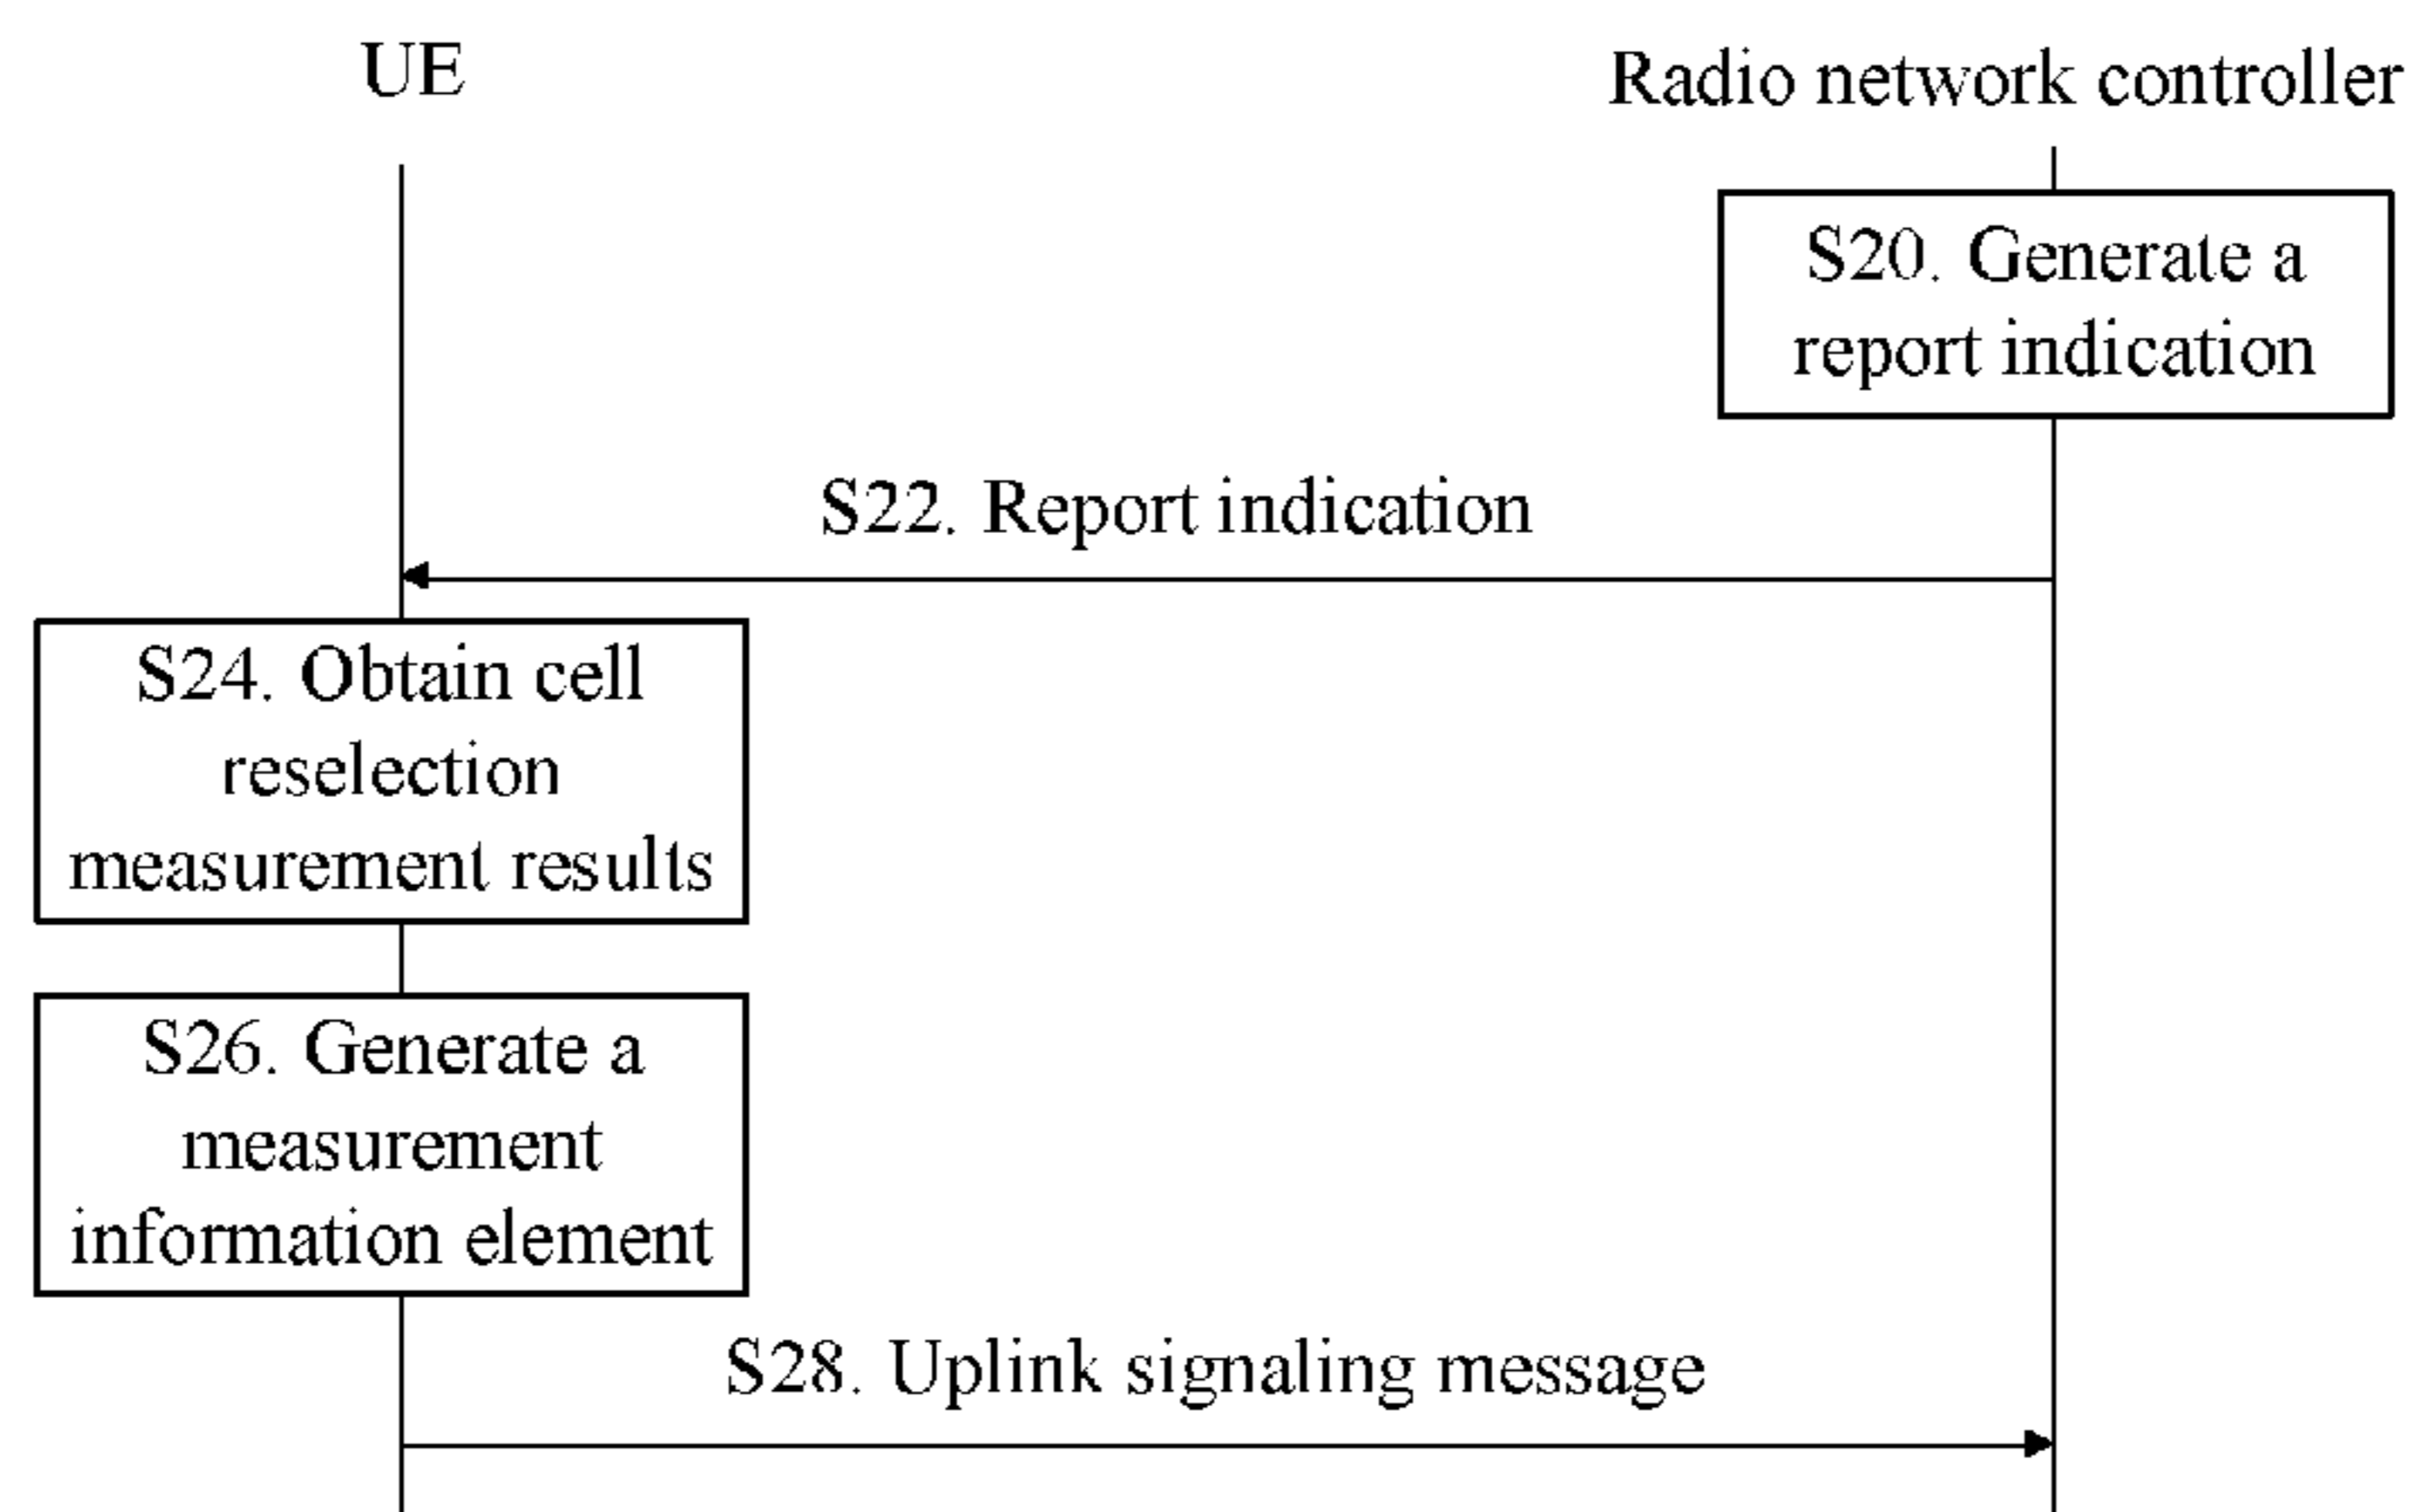 UE
Radio network controller
S20. Generate a
report indication
S22. Report indication
S24. Obtain cell
reselection
measurement results
S26. Generate a
measurement
information element
S28. Uplink signaling message